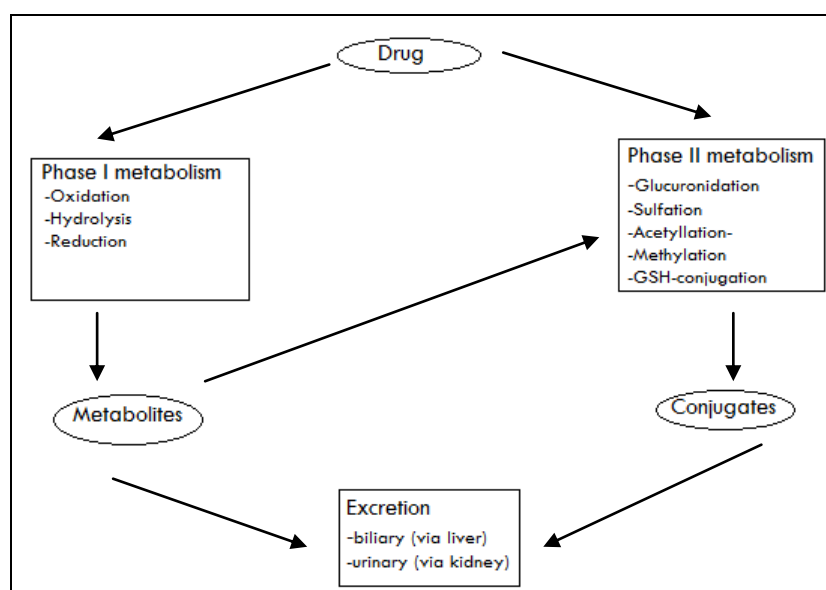 Drug
Phase I metabolism
-Oxidation
-Hydrolysis
-Reduction
Phase II metabolism
-Glucuronidation
-Sulfation
-Acetyllation-
-Methylation
-GSH-conjugation
Metabolites
Conjugates
Excretion
-biliary (via liver)
-urinary (via kidney)